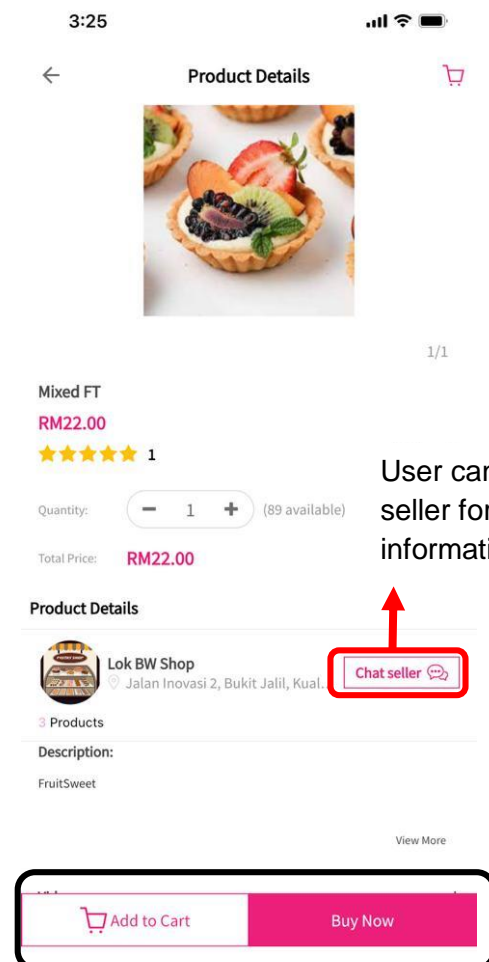 3:25
Product Details
1/1
Mixed FT
RM22.00
1
User can
seller for
informati
Quantity: − 1 + (89 available)
Total Price: RM22.00
Product Details
Lok BW Shop
Jalan Inovasi 2, Bukit Jalil, Kual...
Chat seller
3 Products
Description:
FruitSweet
View More
Add to Cart
Buy Now